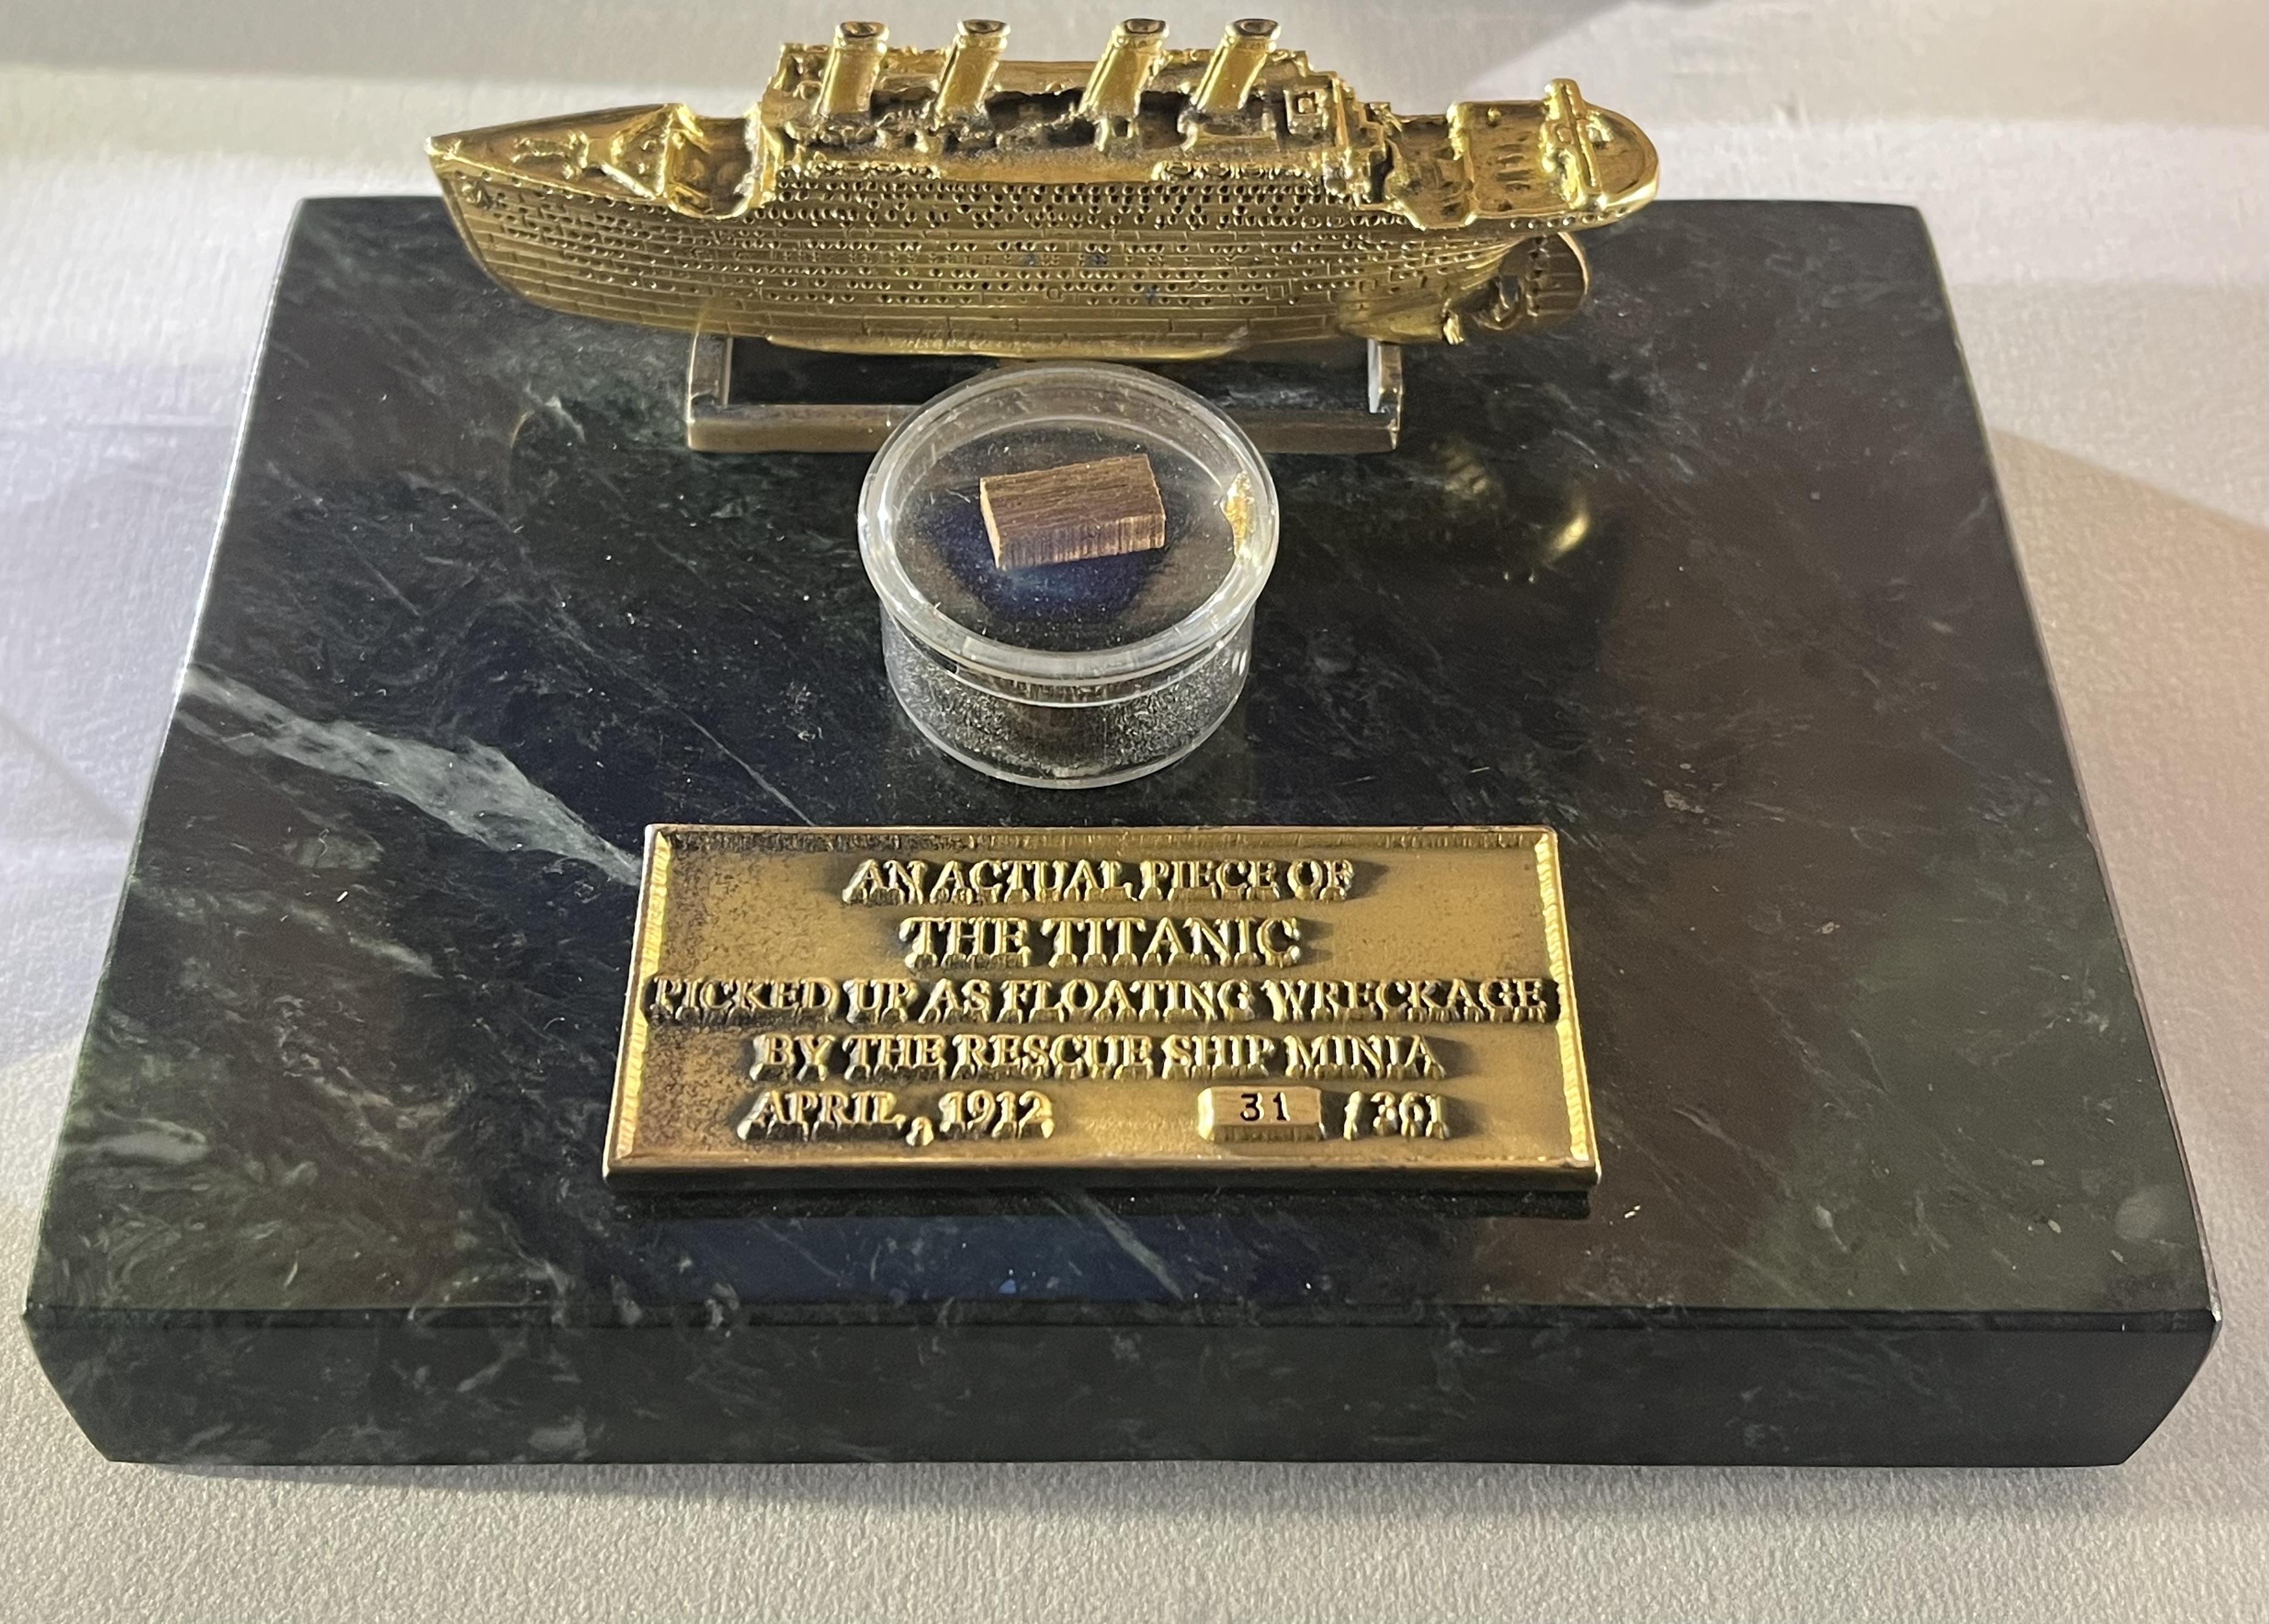 AN ACTUAL PIECE OF
THE TITANIC
PICKED UP AS FLOATING WRECKAGE
BY THE RESCUE SHIP MINIA
APRIL, 1912 31 /301